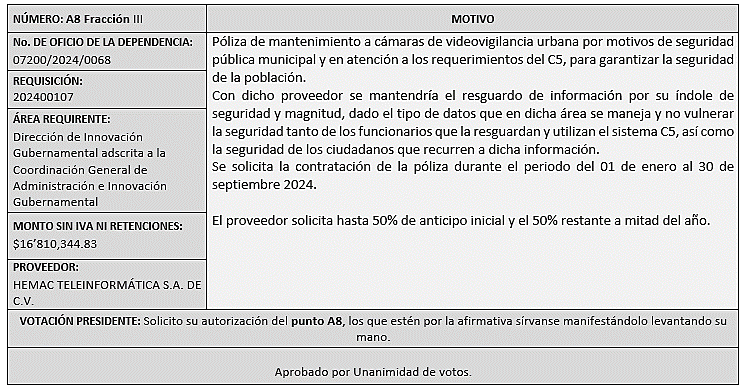 NÚMERO: A8 Fracción III
MOTIVO
No. DE OFICIO DE LA DEPENDENCIA:
07200/2024/0068
REQUISICIÓN:
202400107
ÁREA REQUIRENTE:
Dirección de Innovación
Gubernamental adscrita a la
Coordinación General de
Administración e Innovación
Gubernamental
MONTO SIN IVA NI RETENCIONES:
$16’810,344.83
PROVEEDOR:
HEMAC TELEINFORMÁTICA S.A. DE
C.V.
Póliza de mantenimiento a cámaras de videovigilancia urbana por motivos de seguridad
pública municipal y en atención a los requerimientos del C5, para garantizar la seguridad
de la población.
Con dicho proveedor se mantendría el resguardo de información por su índole de
seguridad y magnitud, dado el tipo de datos que en dicha área se maneja y no vulnerar
la seguridad tanto de los funcionarios que la resguardan y utilizan el sistema C5, así como
la seguridad de los ciudadanos que recurren a dicha información.
Se solicita la contratación de la póliza durante el periodo del 01 de enero al 30 de
septiembre 2024.
El proveedor solicita hasta 50% de anticipo inicial y el 50% restante a mitad del año.
VOTACIÓN PRESIDENTE: Solicito su autorización del punto A8, los que estén por la afirmativa sírvanse manifestándolo levantando su
mano.
Aprobado por Unanimidad de votos.